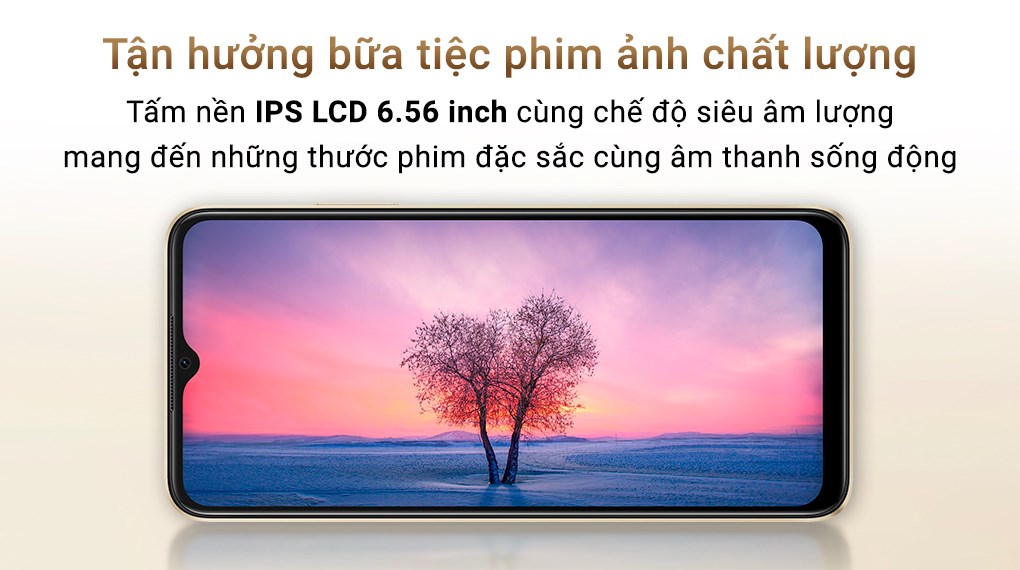 Tận hưởng bữa tiệc phim ảnh chất lượng
Tấm nền IPS LCD 6.56 inch cùng chế độ siêu âm lượng
mang đến những thước phim đặc sắc cùng âm thanh sống động